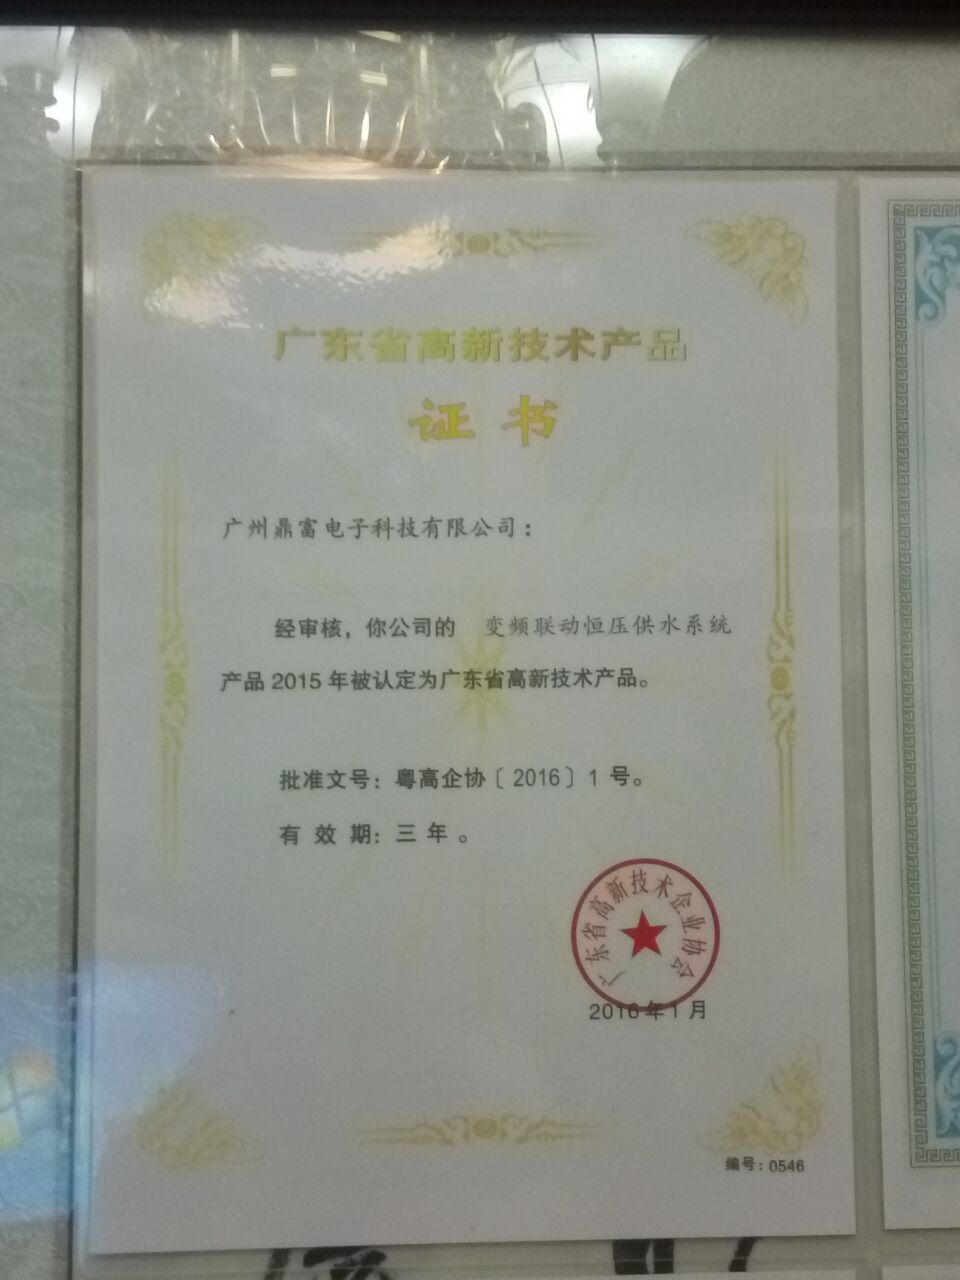 广东省高新技术产品
证书
广州鼎富电子科技有限公司：
经审核，你公司的 变频联动恒压供水系统
产品 2015 年被认定为广东省高新技术产品。
批准文号：粤高企协〔2016〕1 号。
有 效 期：三 年 。
广东省高新技术企业协会
2016 年 1 月
编号：0546